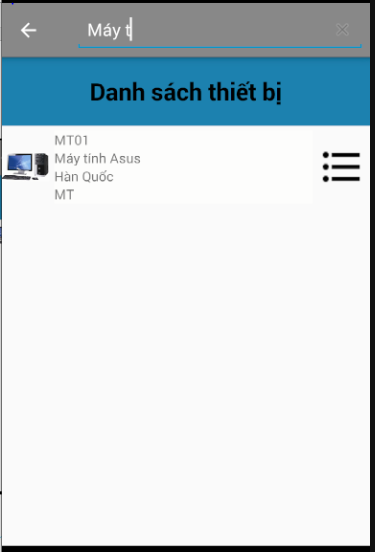 Máy t
Danh sách thiết bị
MT01
Máy tính Asus
Hàn Quốc
MT